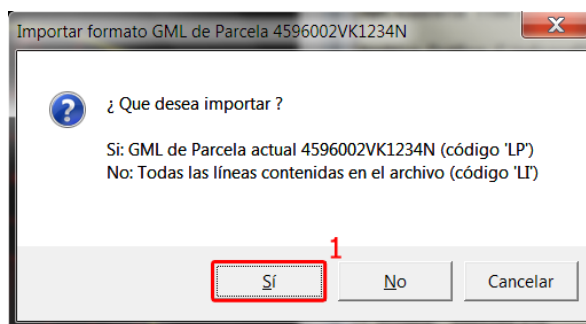 Importar formato GML de Parcela 4596002VK1234N
¿ Que desea importar ?
Si: GML de Parcela actual 4596002VK1234N (código 'LP')
No: Todas las líneas contenidas en el archivo (código 'LI')
1
Sí
No
Cancelar